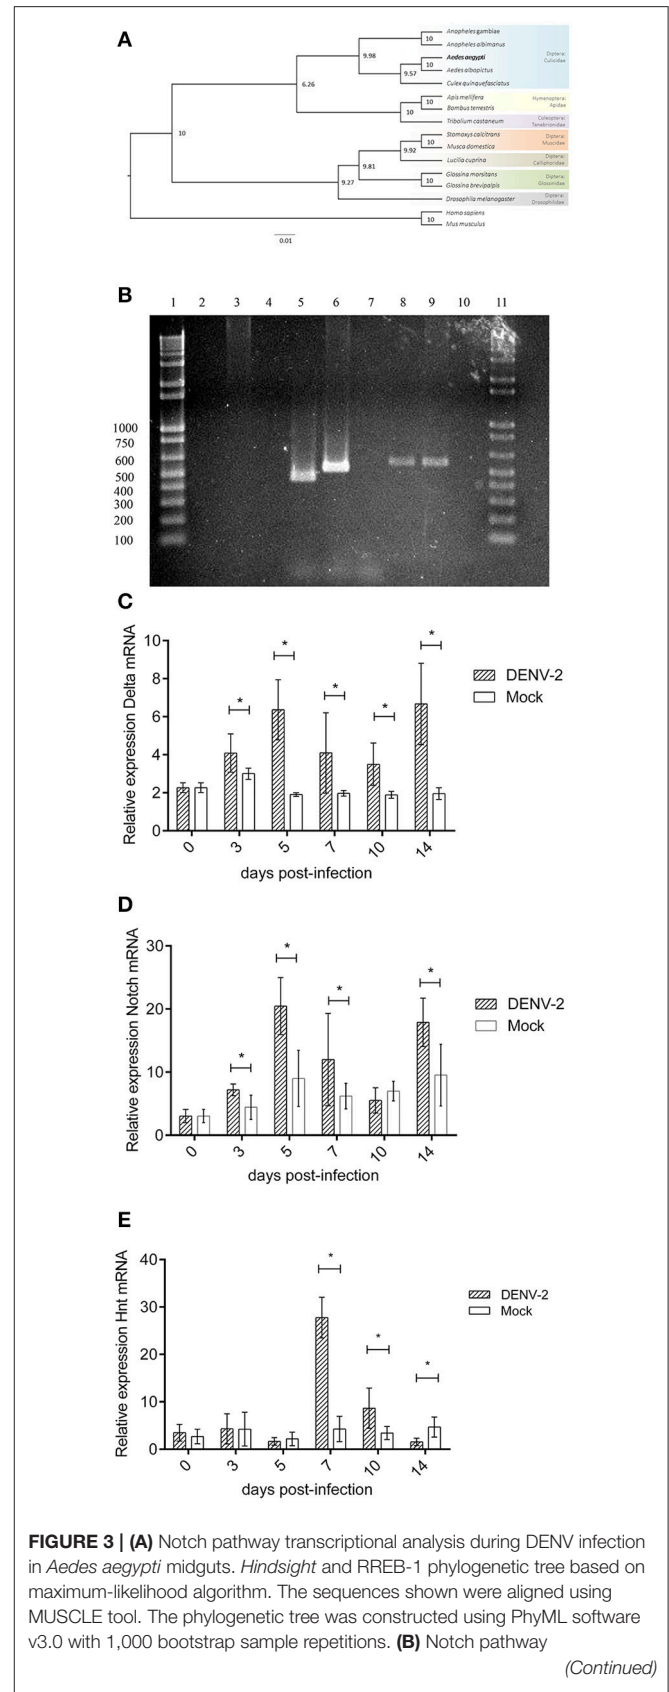 A
Anopheles gambiae
Anopheles albimanus
Aedes aegypti
Aedes albopictus
Culex quinquefasciatus
Apis mellifera
Bombus terrestris
Tribolium castaneum
Stomoxys calcitrans
Musca domestica
Lucilia cuprina
Glossina morsitans
Glossina brevipalpis
Drosophila melanogaster
Homo sapiens
Mus musculus
Diptera:
Culicidae
Hymenoptera:
Apidae
Coleoptera:
Tenebrionidae
Diptera:
Muscidae
Diptera:
Calliphoridae
Diptera:
Glossinidae
Diptera:
Drosophilidae
10
9.98
10
9.57
6.26
10
10
10
10
9.92
9.81
10
9.27
10
0.01
B
1 2 3 4 5 6 7 8 9 10 11
1000
750
600
500
400
300
200
100
C
Relative expression Delta mRNA
10
8
6
4
2
0
* * * * *
DENV-2
Mock
0 3 5 7 10 14
days post-infection
D
Relative expression Notch mRNA
30
20
10
0
* * * *
DENV-2
Mock
0 3 5 7 10 14
days post-infection
E
Relative expression Hnt mRNA
40
30
20
10
0
* * *
DENV-2
Mock
0 3 5 7 10 14
days post-infection
FIGURE 3 | (A) Notch pathway transcriptional analysis during DENV infection
in Aedes aegypti midguts. Hindsight and RREB-1 phylogenetic tree based on
maximum-likelihood algorithm. The sequences shown were aligned using
MUSCLE tool. The phylogenetic tree was constructed using PhyML software
v3.0 with 1,000 bootstrap sample repetitions. (B) Notch pathway
(Continued)